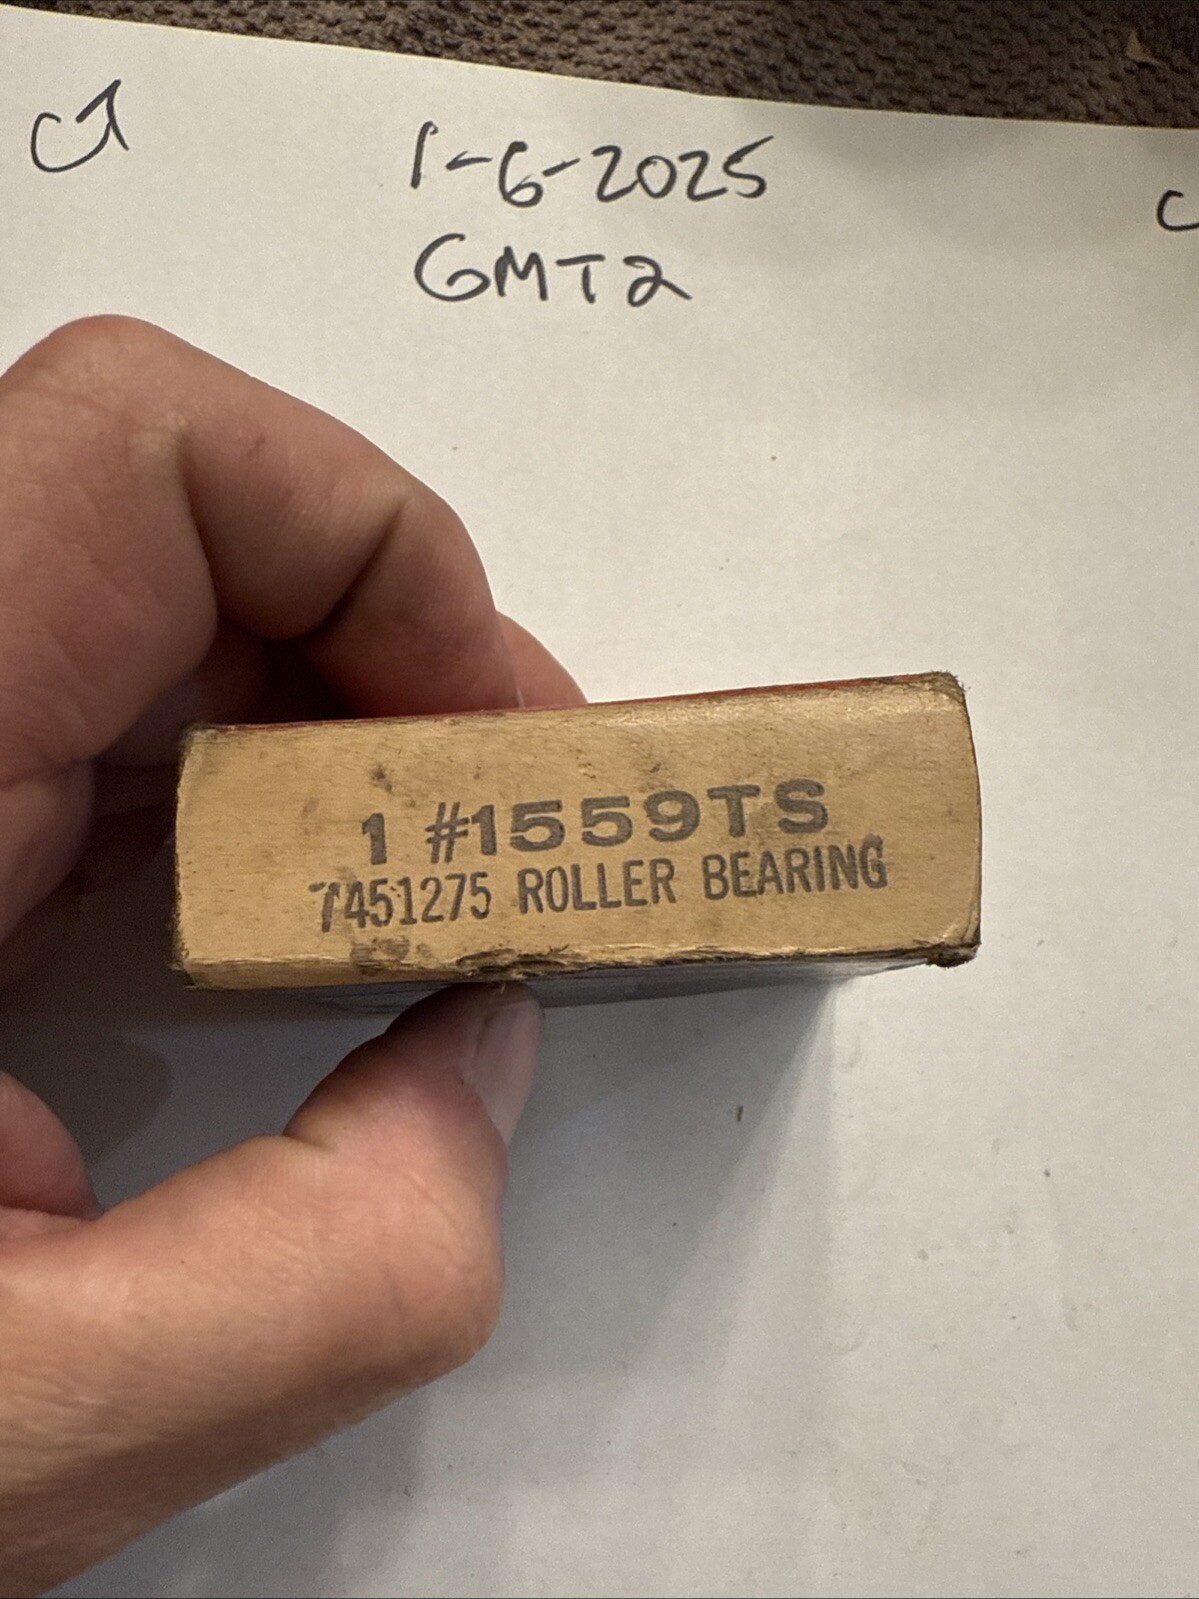 1-6-2025
GMT2
1 #1559TS
7451275 ROLLER BEARING